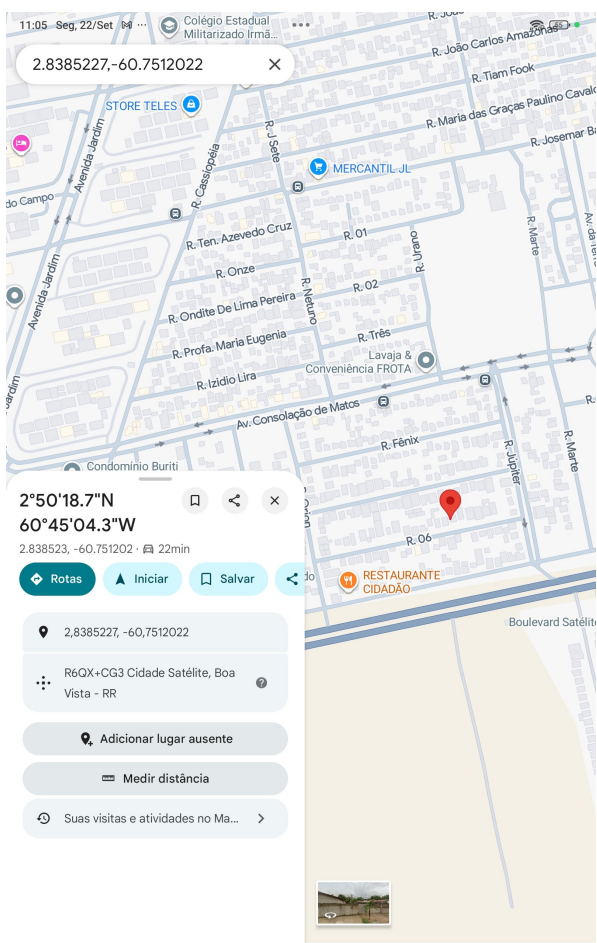 11:05 Seg, 22/Set
Colégio Estadual
Militarizado Irmã...
85
2.8385227,-60.7512022
R. João Carlos Amazonas
R. Tiam Fook
STORE TELES
R. Maria das Graças Paulino Cavalc
R. J Sete
R. Josemar Ba
Avenida Jardim
R. Cassiopéia
MERCANTIL JL
do Campo
R. Ten. Azevedo Cruz
R. 01
R. Urano
R. Marte
R. Onze
R. Netuno
R. 02
Avenida Jardim
R. Ondite De Lima Pereira
R. Três
R. Profa. Maria Eugenia
Lavaja &
Conveniência FROTA
R. Izidio Lira
Av. Consolação de Matos
R. Fênix
R. Júpiter
R. Marte
Condomínio Buriti
R. 06
RESTAURANTE
CIDADÃO
Boulevard Satélite
2°50'18.7"N
60°45'04.3"W
2.838523, -60.751202 · 22min
Rotas
Iniciar
Salvar
2,8385227, -60,7512022
R6QX+CG3 Cidade Satélite, Boa
Vista - RR
Adicionar lugar ausente
Medir distância
Suas visitas e atividades no Ma...